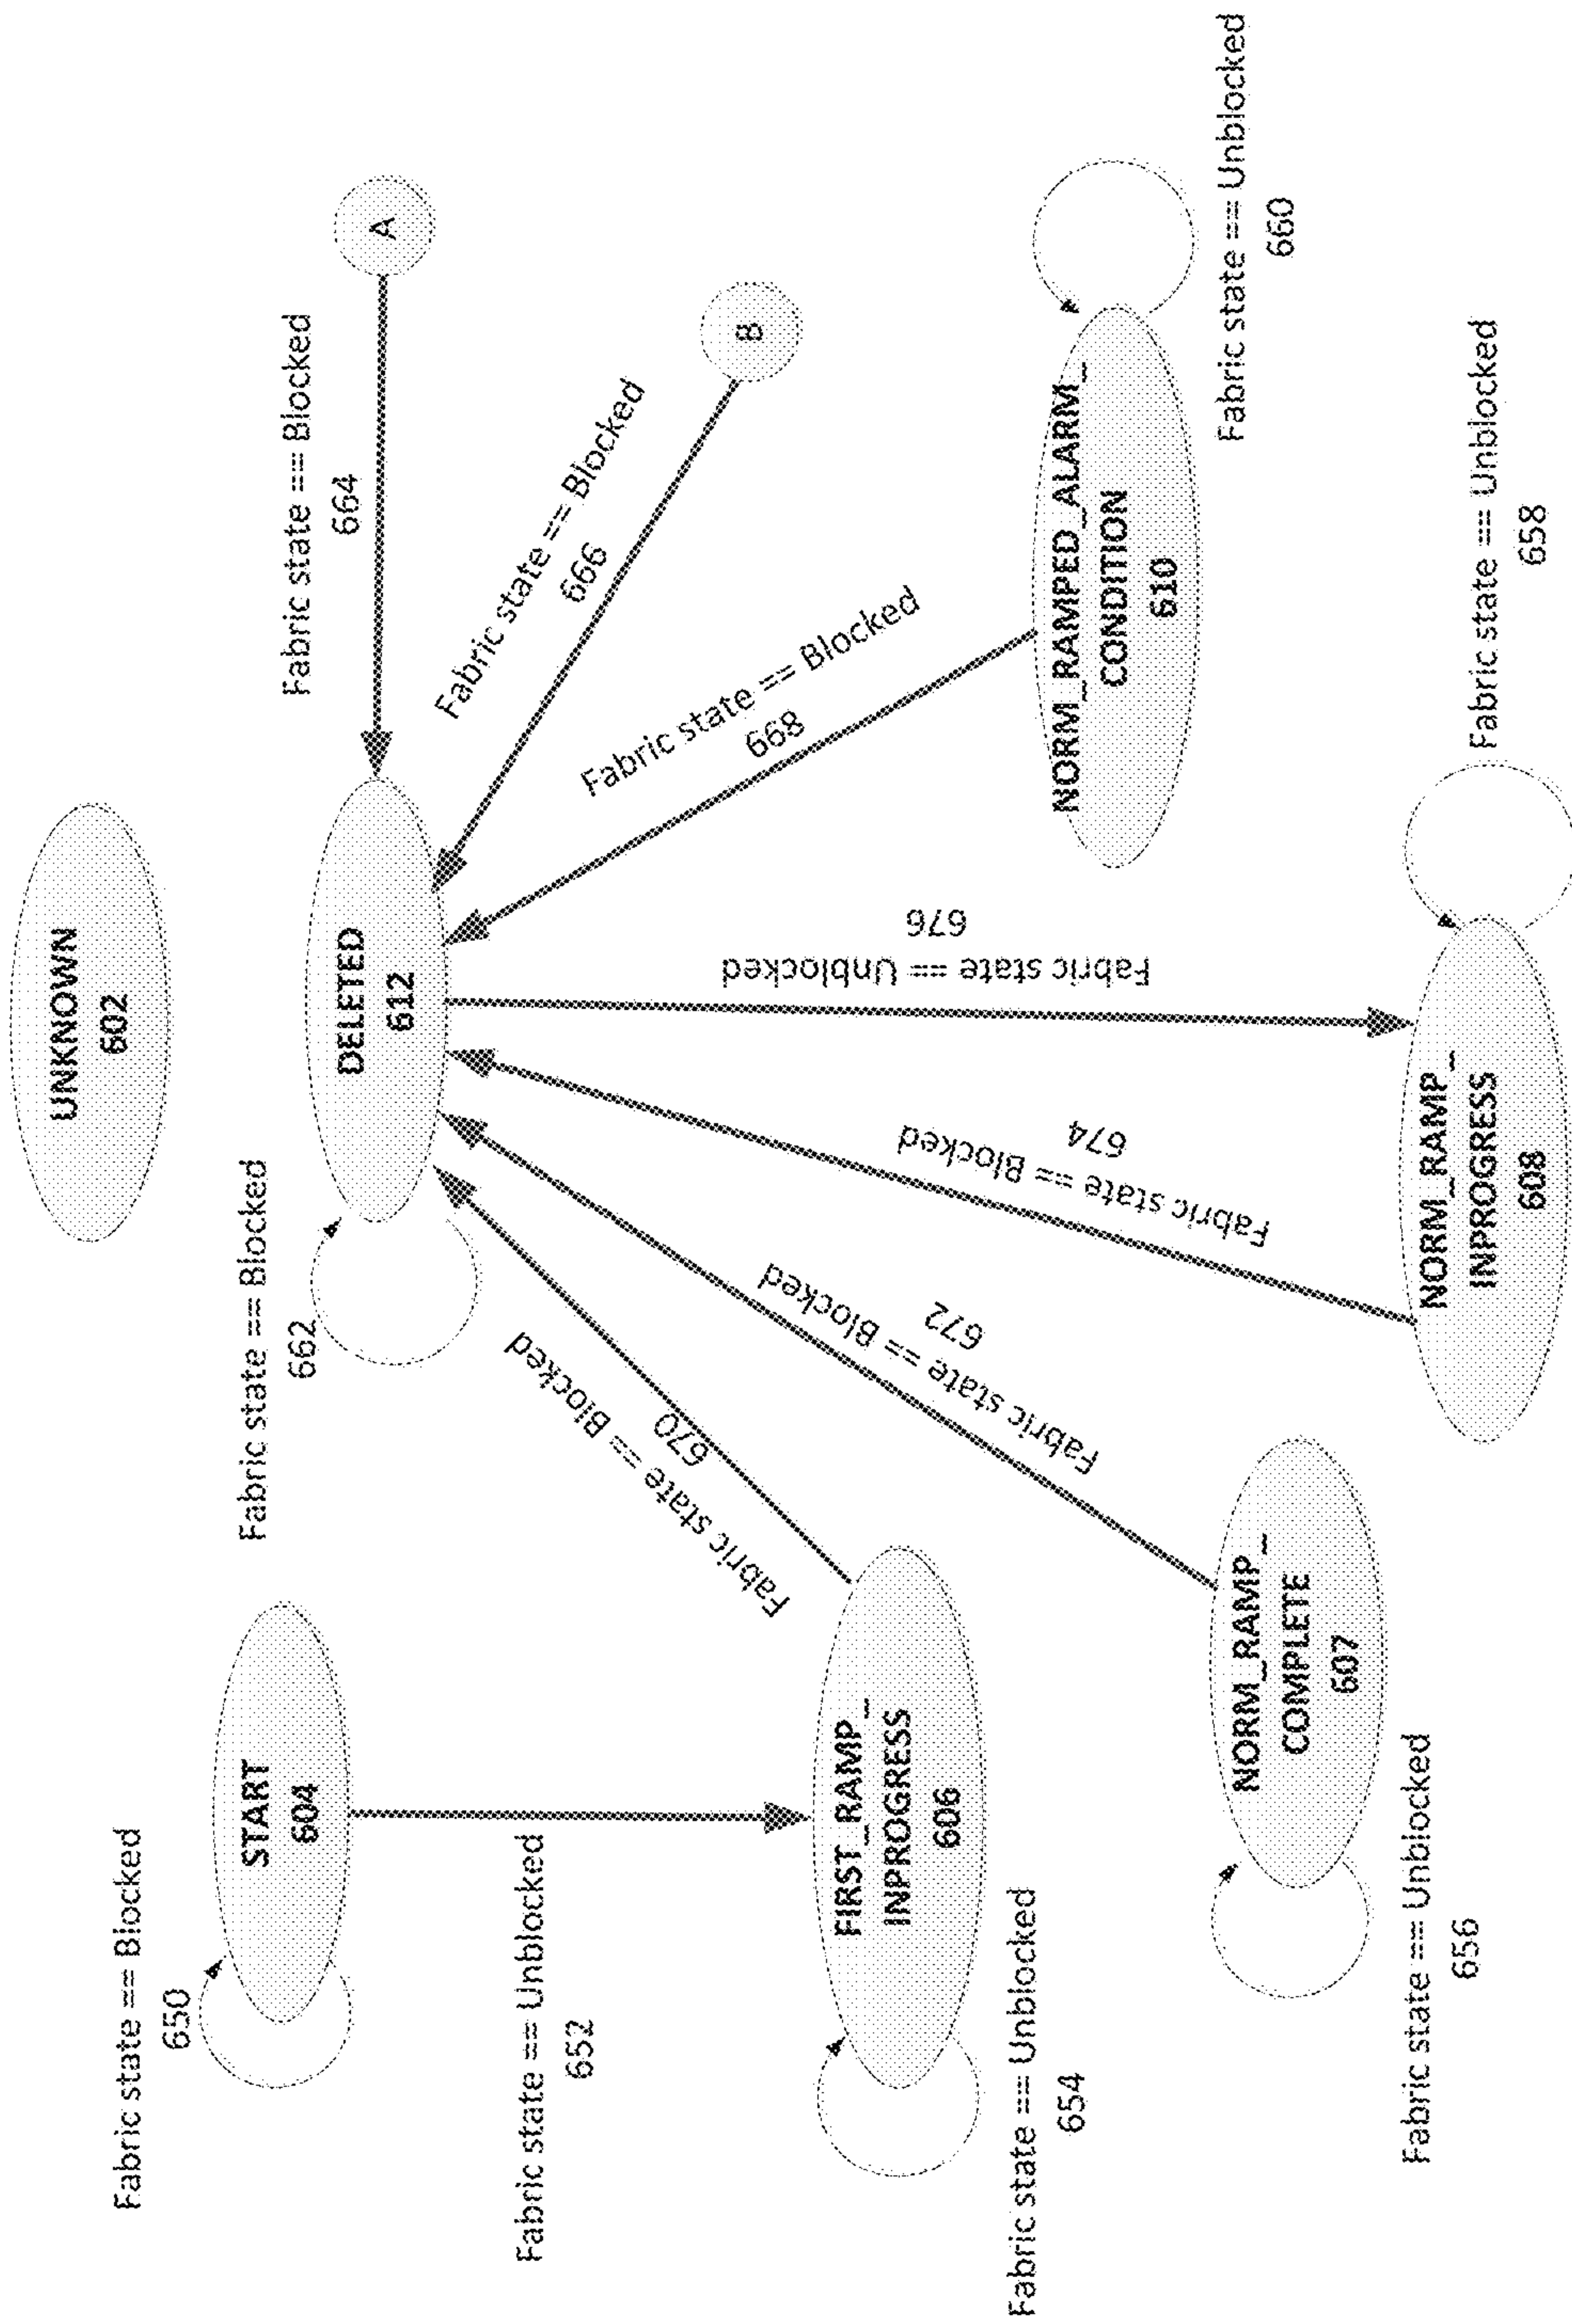 UNKNOWN
602
Fabric state == Blocked
650
START
604
Fabric state == Blocked
662
DELETED
612
Fabric state == Blocked
664
A
Fabric state == Unblocked
652
Fabric state == Blocked
670
Fabric state == Blocked
672
Fabric state == Blocked
674
Fabric state == Unblocked
676
Fabric state == Blocked
668
Fabric state == Blocked
666
B
FIRST_RAMP_
INPROGRESS
606
Fabric state == Unblocked
654
NORM_RAMP_
COMPLETE
607
Fabric state == Unblocked
656
NORM_RAMP_
INPROGRESS
608
Fabric state == Unblocked
658
NORM_RAMPED_ALARM_
CONDITION
610
Fabric state == Unblocked
660